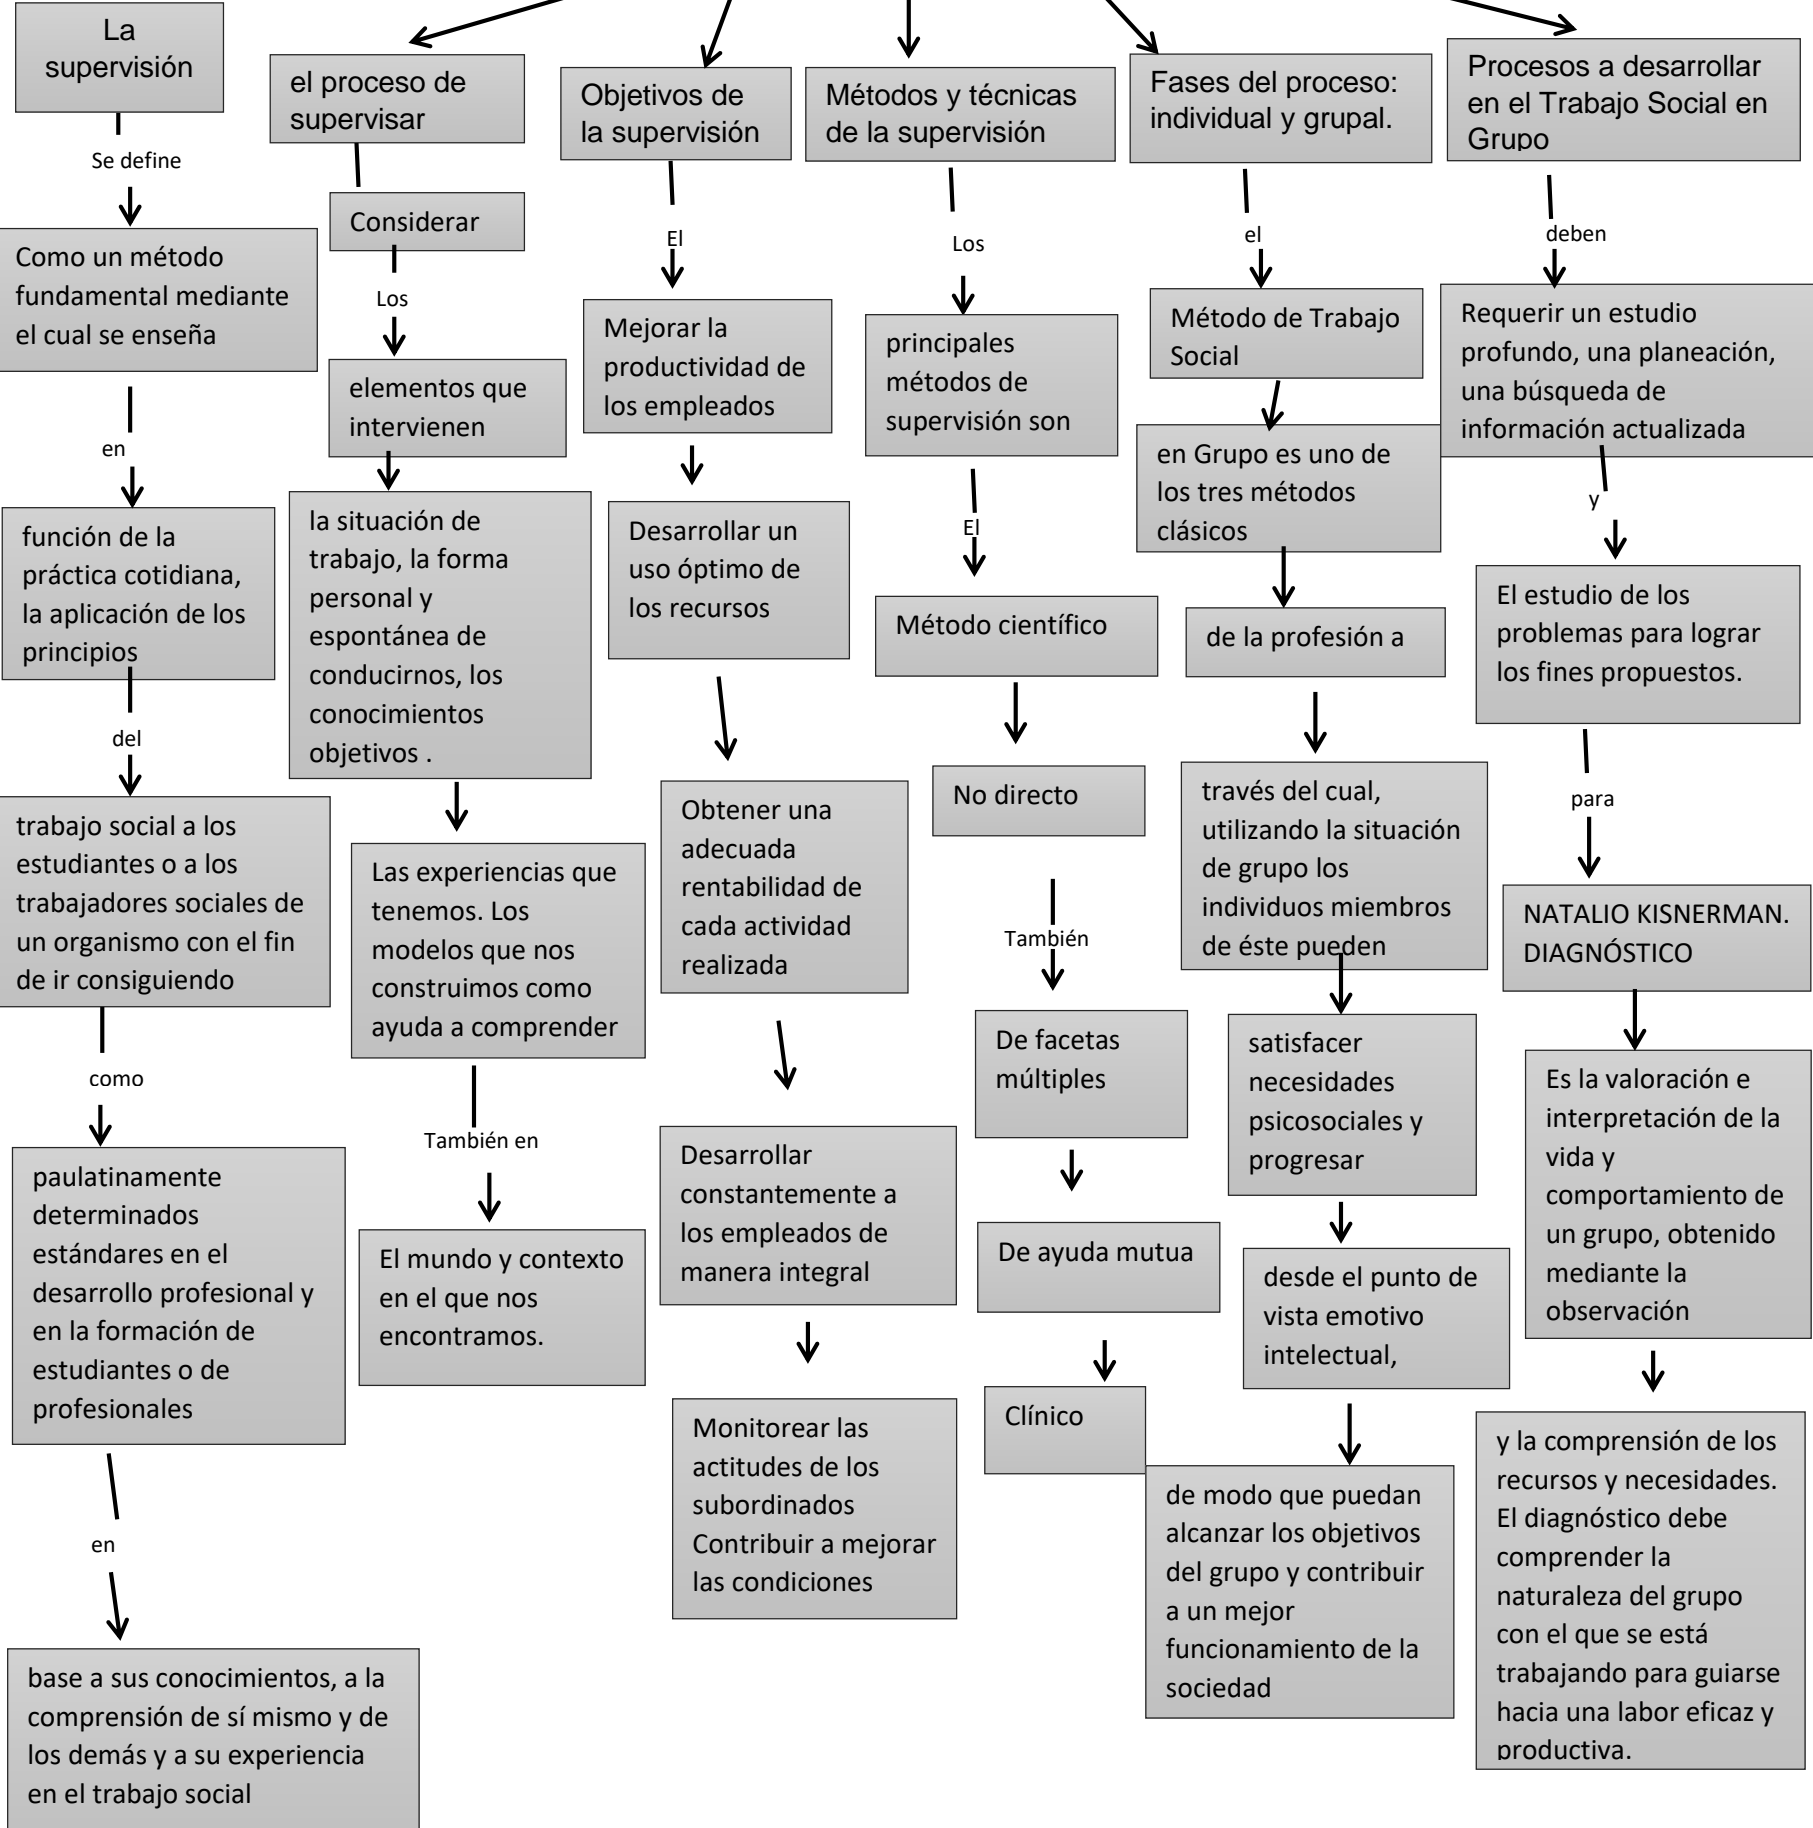 La
supervisión
Se define
Como un método
fundamental mediante
el cual se enseña
en
función de la
práctica cotidiana,
la aplicación de los
principios
del
trabajo social a los
estudiantes o a los
trabajadores sociales de
un organismo con el fin
de ir consiguiendo
como
paulatinamente
determinados
estándares en el
desarrollo profesional y
en la formación de
estudiantes o de
profesionales
en
base a sus conocimientos, a la
comprensión de sí mismo y de
los demás y a su experiencia
en el trabajo social
el proceso de
supervisar
Considerar
Los
elementos que
intervienen
la situación de
trabajo, la forma
personal y
espontánea de
conducirnos, los
conocimientos
objetivos .
Las experiencias que
tenemos. Los
modelos que nos
construimos como
ayuda a comprender
También en
El mundo y contexto
en el que nos
encontramos.
Objetivos de
la supervisión
El
Mejorar la
productividad de
los empleados
Desarrollar un
uso óptimo de
los recursos
Obtener una
adecuada
rentabilidad de
cada actividad
realizada
Desarrollar
constantemente a
los empleados de
manera integral
Monitorear las
actitudes de los
subordinados
Contribuir a mejorar
las condiciones
Métodos y técnicas
de la supervisión
Los
principales
métodos de
supervisión son
El
Método científico
No directo
También
De facetas
múltiples
De ayuda mutua
Clínico
Fases del proceso:
individual y grupal.
el
Método de Trabajo
Social
en Grupo es uno de
los tres métodos
clásicos
de la profesión a
través del cual,
utilizando la situación
de grupo los
individuos miembros
de éste pueden
satisfacer
necesidades
psicosociales y
progresar
desde el punto de
vista emotivo
intelectual,
de modo que puedan
alcanzar los objetivos
del grupo y contribuir
a un mejor
funcionamiento de la
sociedad
Procesos a desarrollar
en el Trabajo Social en
Grupo
deben
Requerir un estudio
profundo, una planeación,
una búsqueda de
información actualizada
y
El estudio de los
problemas para lograr
los fines propuestos.
para
NATALIO KISNERMAN.
DIAGNÓSTICO
Es la valoración e
interpretación de la
vida y
comportamiento de
un grupo, obtenido
mediante la
observación
y la comprensión de los
recursos y necesidades.
El diagnóstico debe
comprender la
naturaleza del grupo
con el que se está
trabajando para guiarse
hacia una labor eficaz y
productiva.